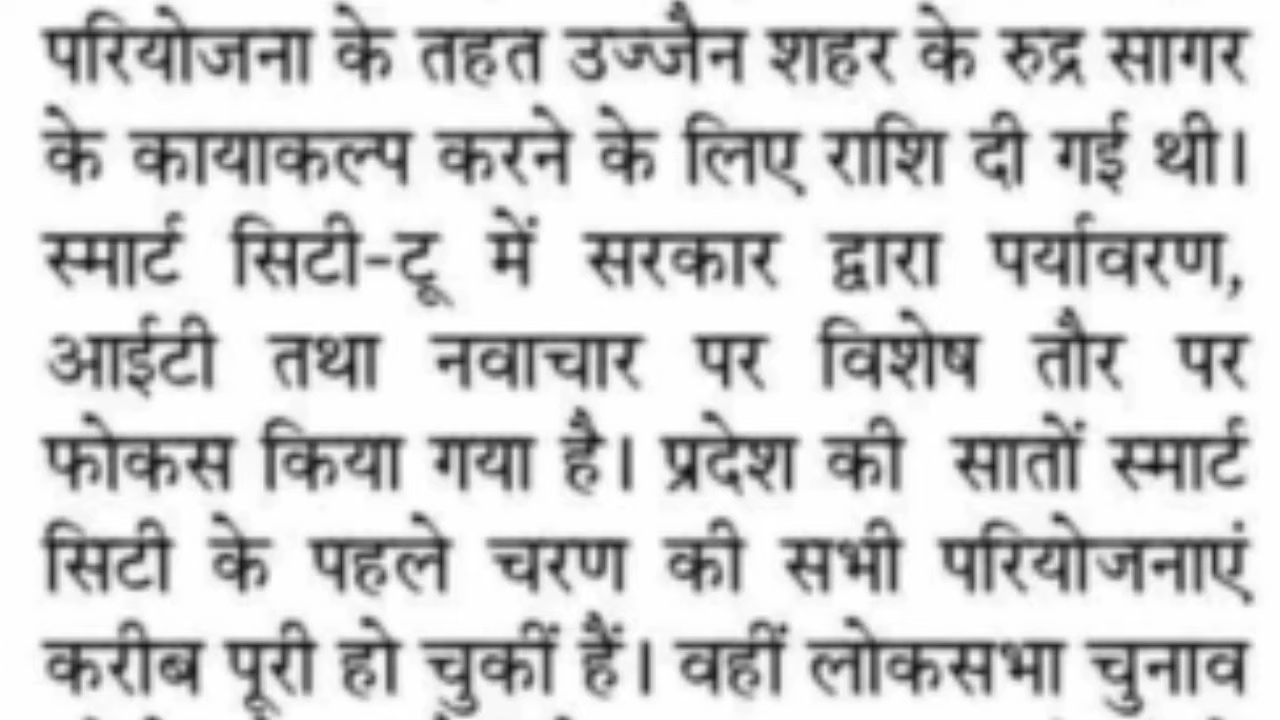 परियोजना के तहत उज्जैन शहर के रुद्र सागर
के कायाकल्प करने के लिए राशि दी गई थी।
स्मार्ट सिटी-टू में सरकार द्वारा पर्यावरण,
आईटी तथा नवाचार पर विशेष तौर पर
फोकस किया गया है। प्रदेश की सातों स्मार्ट
सिटी के पहले चरण की सभी परियोजनाएं
करीब पूरी हो चुकीं हैं। वहीं लोकसभा चुनाव